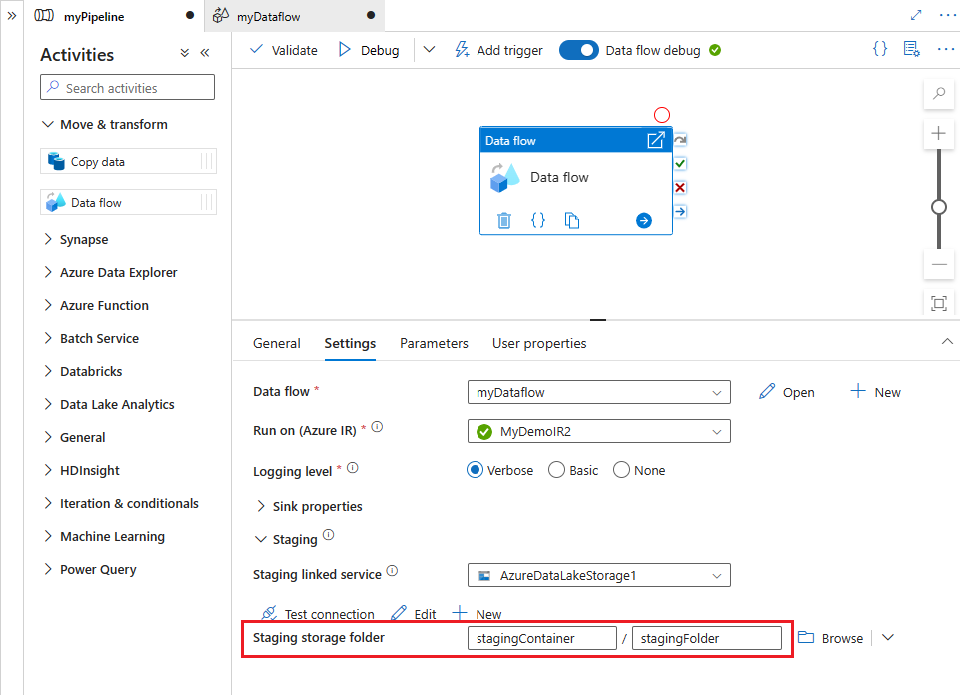 myPipeline
myDataflow
Activities
Search activities
Move & transform
Copy data
Data flow
Synapse
Azure Data Explorer
Azure Function
Batch Service
Databricks
Data Lake Analytics
General
HDInsight
Iteration & conditionals
Machine Learning
Power Query
Validate Debug Add trigger Data flow debug
Data flow
Data flow
General Settings Parameters User properties
Data flow * myDataflow Open New
Run on (Azure IR) * MyDemoIR2
Logging level * Verbose Basic None
Sink properties
Staging
Staging linked service AzureDataLakeStorage1
Test connection Edit New
Staging storage folder stagingContainer / stagingFolder Browse